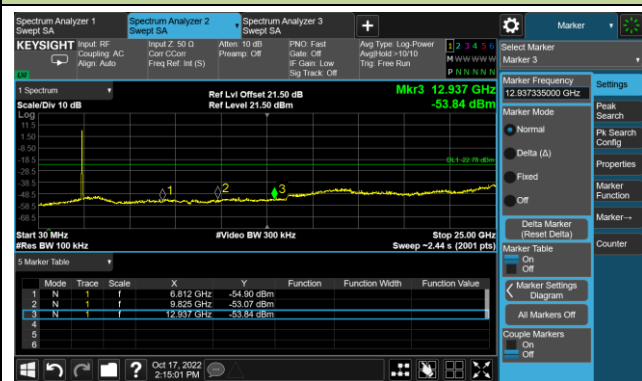 Spectrum Analyzer 1
Swept SA
Spectrum Analyzer 2
Swept SA
Spectrum Analyzer 3
Swept SA
+
Marker
KEYSIGHT
Input: RF
Coupling: AC
Align: Auto
Input Z: 50 Ω
Corr CCorr
Freq Ref: Int (S)
Atten: 10 dB
Preamp: Off
PNO: Fast
Gate: Off
IF Gain: Low
Sig Track: Off
Avg Type: Log-Power
Avg|Hold:>10/10
Trig: Free Run
1 2 3 4 5 6
M W W W W W
P N N N N N
LXI
Select Marker
Marker 3
1 Spectrum
Scale/Div 10 dB
Log
Ref Lvl Offset 21.50 dB
Ref Level 21.50 dBm
Mkr3 12.937 GHz
-53.84 dBm
11.5
1.50
-8.50
-18.5
-28.5
-38.5
-48.5
-58.5
-68.5
DL1 -22.78 dBm
1
2
3
Start 30 MHz
#Res BW 100 kHz
#Video BW 300 kHz
Stop 25.00 GHz
Sweep ~2.44 s (2001 pts)
5 Marker Table
Mode Trace Scale X Y Function Function Width Function Value
1 N 1 f 6.812 GHz -54.90 dBm
2 N 1 f 9.825 GHz -53.07 dBm
3 N 1 f 12.937 GHz -53.84 dBm
4
5
6
Marker Frequency
12.937335000 GHz
Marker Mode
Normal
Delta (Δ)
Fixed
Off
Delta Marker
(Reset Delta)
Marker Table
On
Off
Marker Settings
Diagram
All Markers Off
Couple Markers
On
Off
Settings
Peak
Search
Pk Search
Config
Properties
Marker
Function
Marker→
Counter
?
Oct 17, 2022
2:15:01 PM